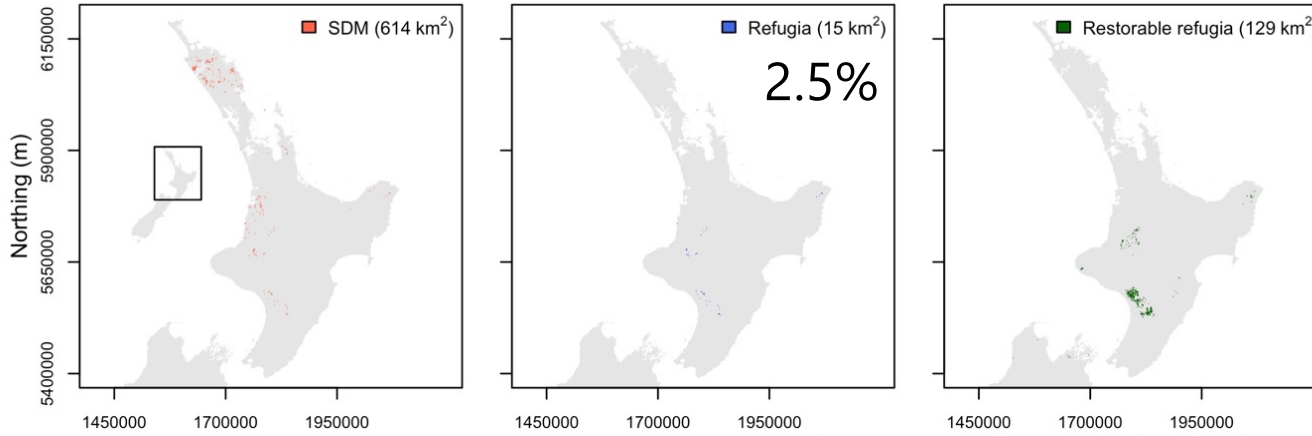 SDM (614 km²)
Refugia (15 km²)
Restorable refugia (129 km²
2.5%
Northing (m)
6150000
5900000
5650000
5400000
1450000 1700000 1950000
1450000 1700000 1950000
1450000 1700000 1950000